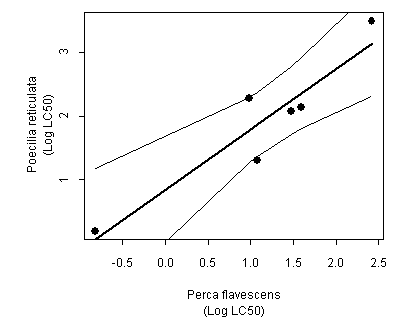 Poecilia reticulata
(Log LC50)
3
2
1
-0.5 0.0 0.5 1.0 1.5 2.0 2.5
Perca flavescens
(Log LC50)